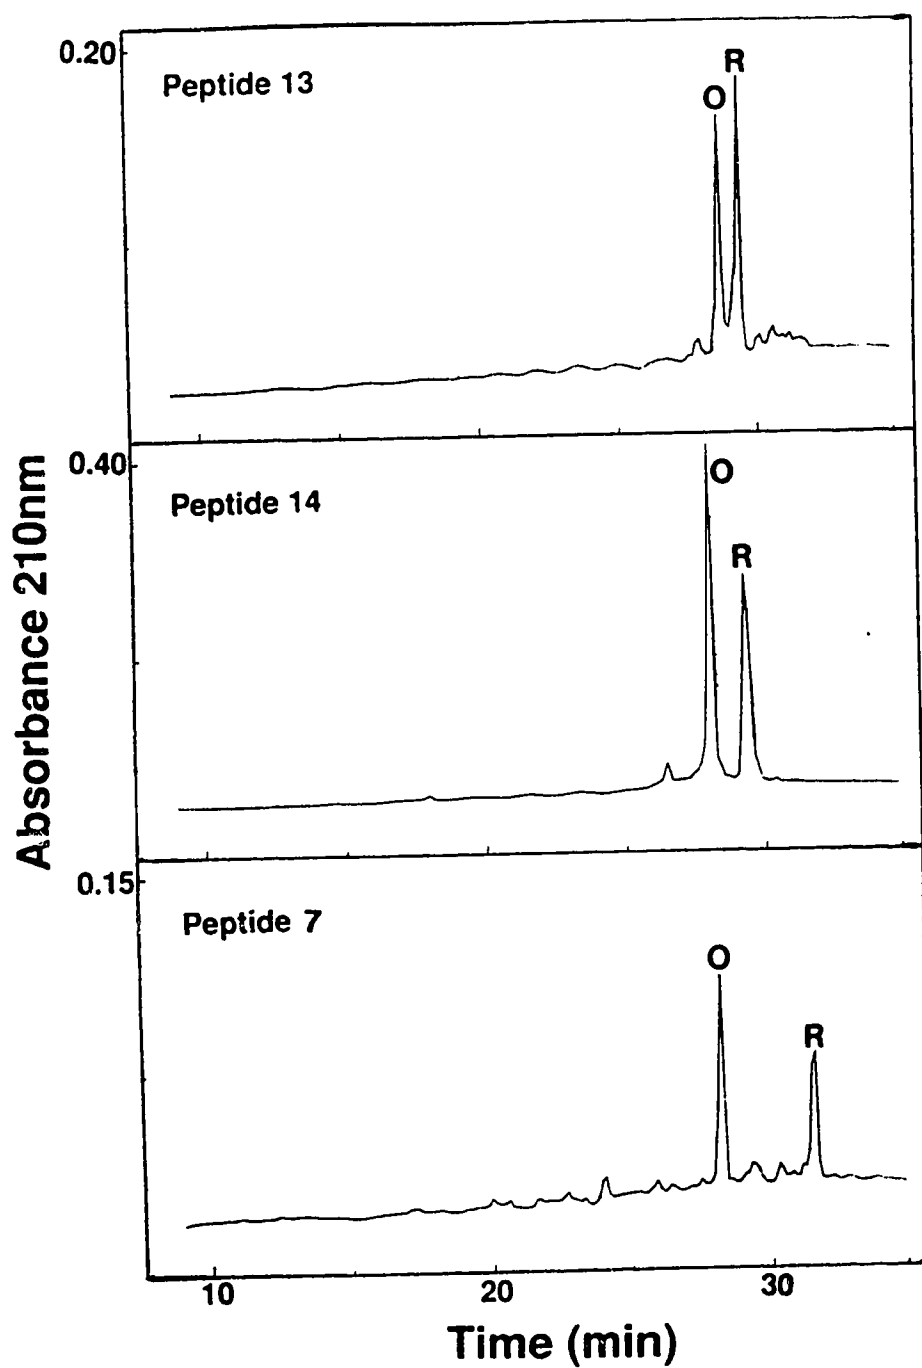 0.20
Peptide 13
O
R
0.40
Peptide 14
O
R
0.15
Peptide 7
O
R
10 20 30
Time (min)
Absorbance 210nm